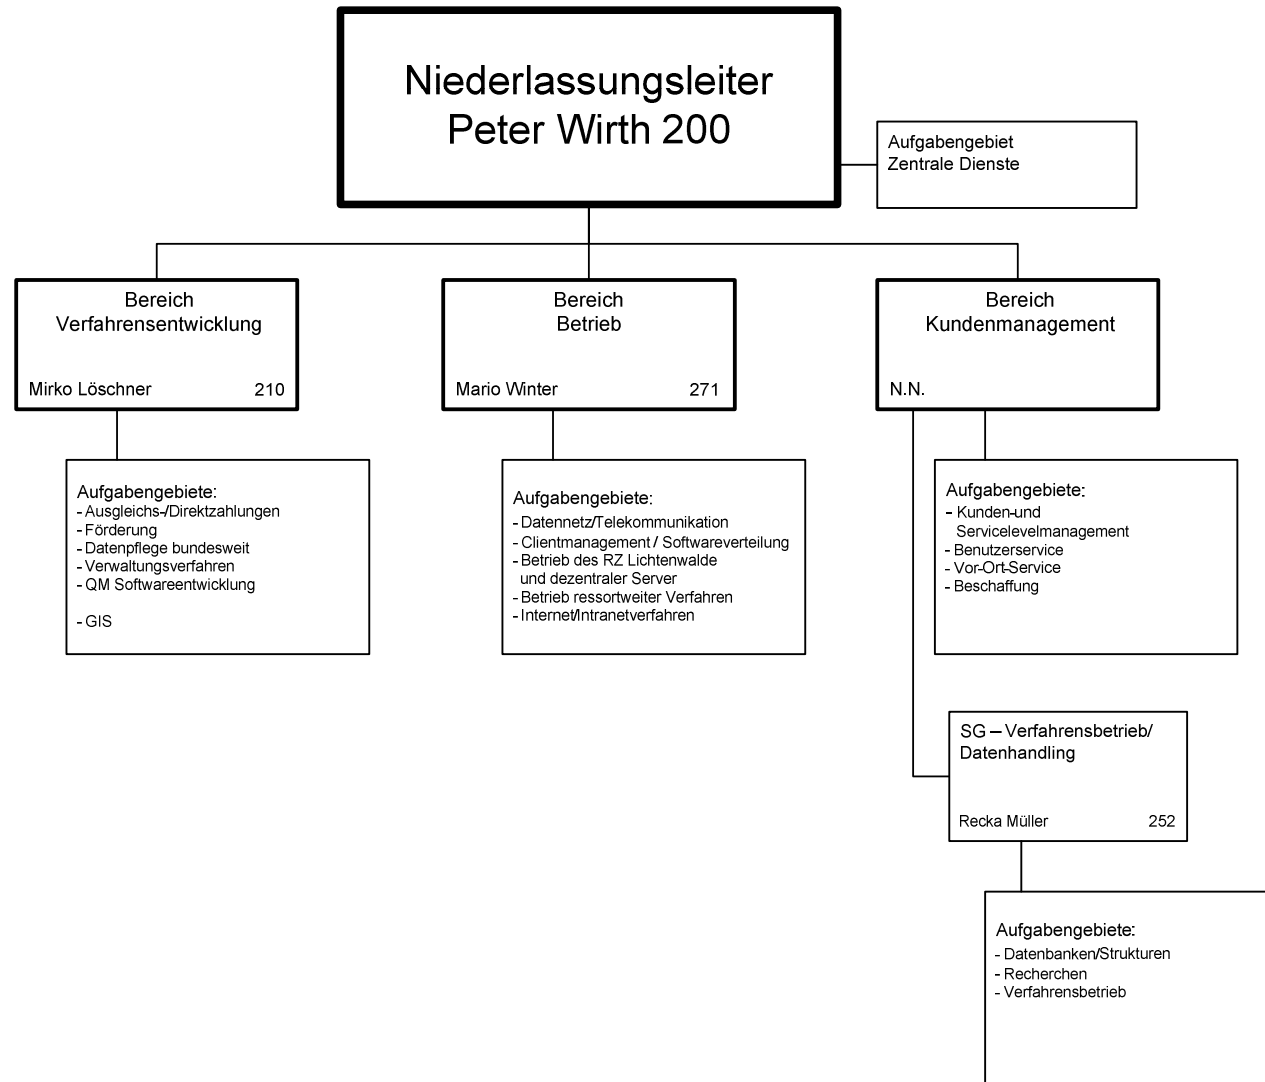 Niederlassungsleiter
Peter Wirth 200
Aufgabengebiet
Zentrale Dienste
Bereich
Verfahrensentwicklung
Mirko Löschner 210
Bereich
Betrieb
Mario Winter 271
Bereich
Kundenmanagement
N.N.
Aufgabengebiete:
- Ausgleichs-/Direktzahlungen
- Förderung
- Datenpflege bundesweit
- Verwaltungsverfahren
- QM Softwareentwicklung
- GIS
Aufgabengebiete:
- Datennetz/Telekommunikation
- Clientmanagement / Softwareverteilung
- Betrieb des RZ Lichtenwalde
und dezentraler Server
- Betrieb ressortweiter Verfahren
- Internet/Intranetverfahren
Aufgabengebiete:
- Kunden-und
Servicelevelmanagement
- Benutzerservice
- Vor-Ort-Service
- Beschaffung
SG – Verfahrensbetrieb/
Datenhandling
Recka Müller 252
Aufgabengebiete:
- Datenbanken/Strukturen
- Recherchen
- Verfahrensbetrieb